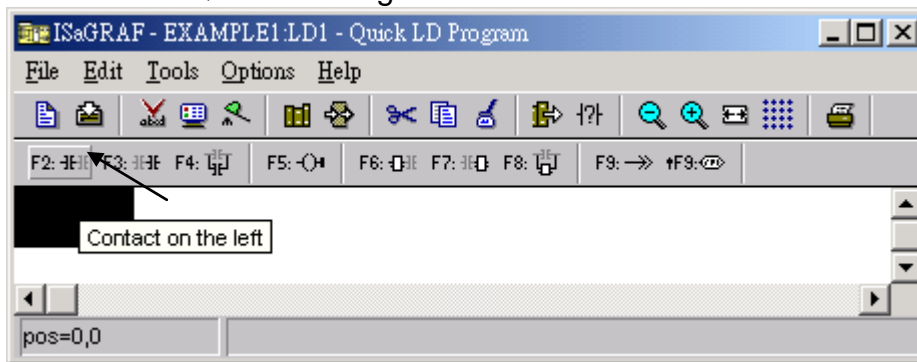 ISaGRAF - EXAMPLE1:LD1 - Quick LD Program
File Edit Tools Options Help
F2: F3: F4: F5: F6: F7: F8: F9: ↑F9:
Contact on the left
pos=0,0